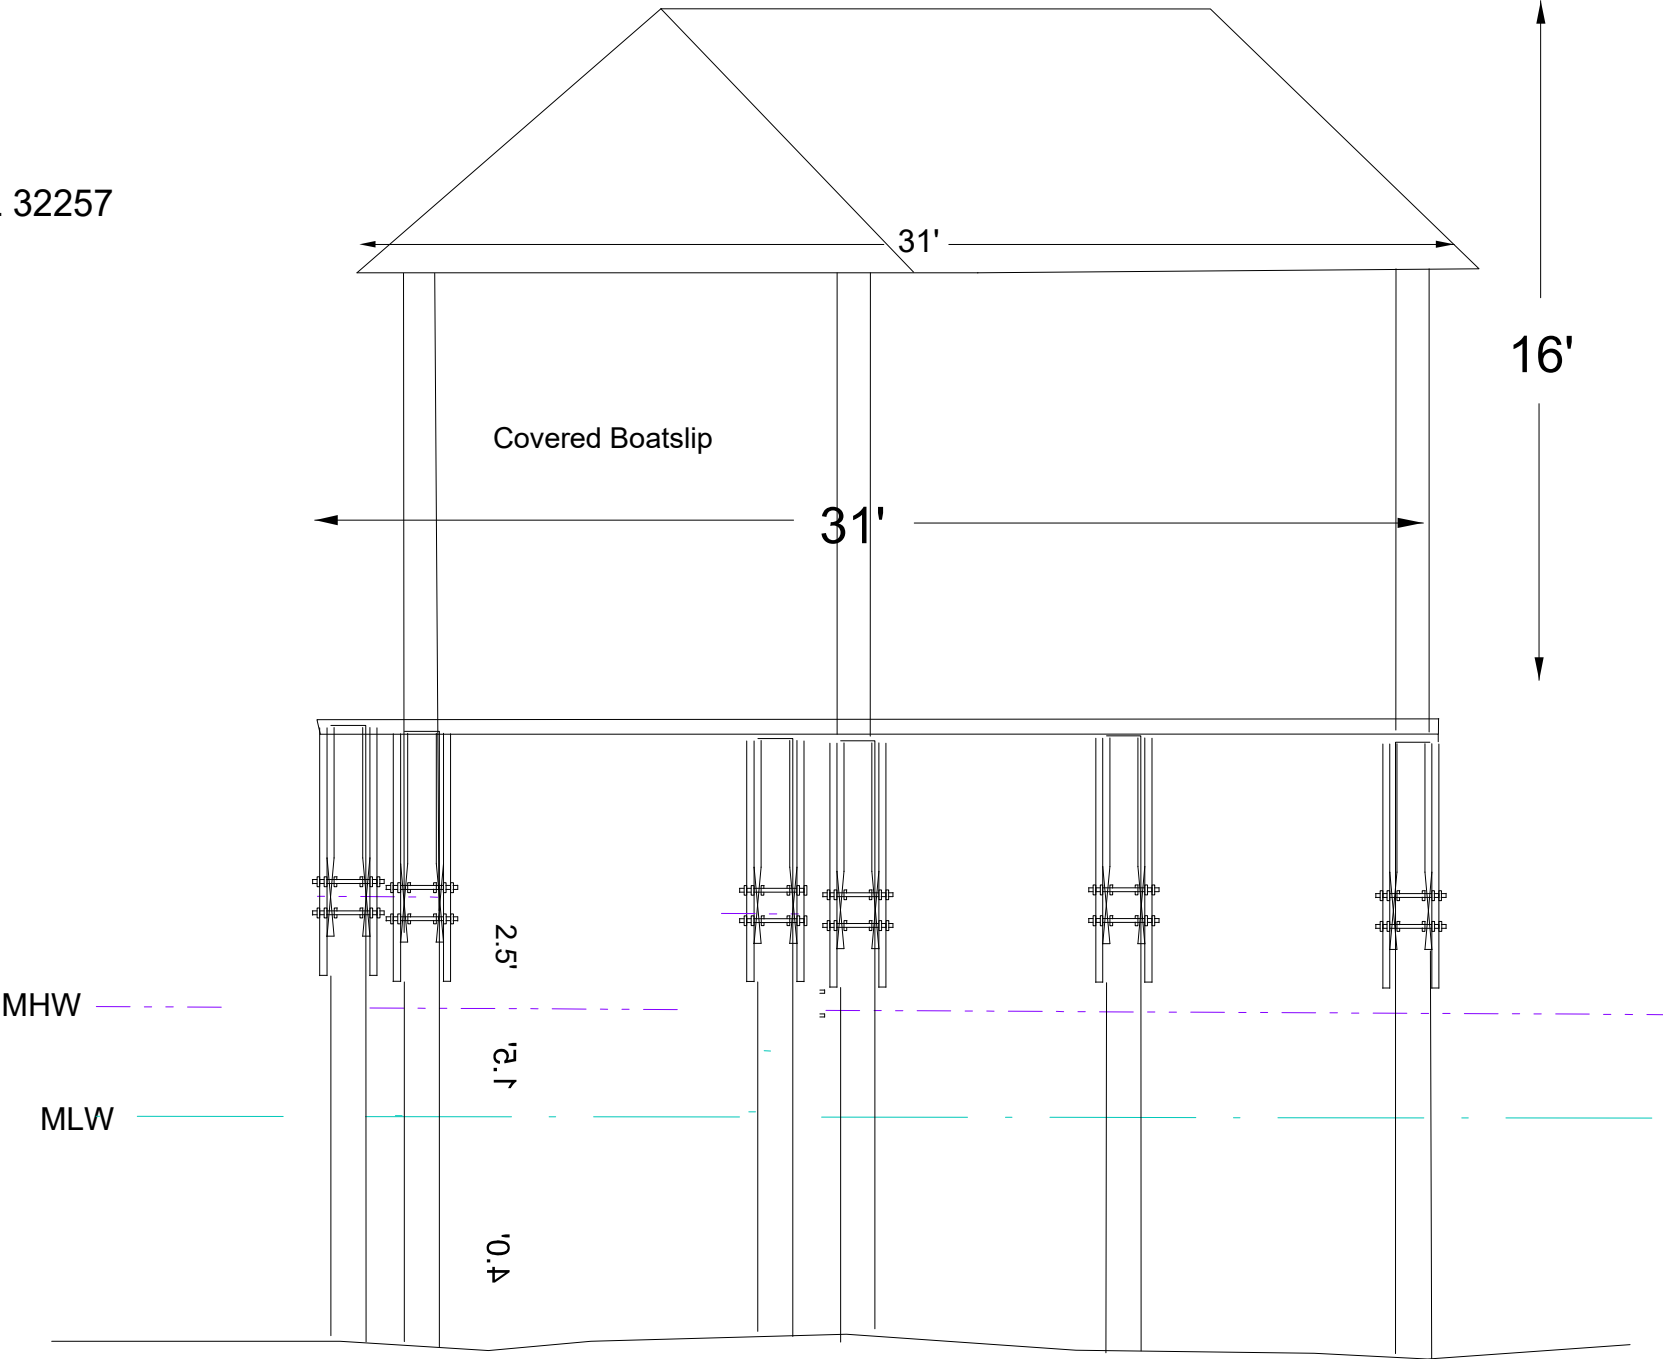 . 32257
31'
16'
Covered Boatslip
31'
2.5'
MHW
1.5'
MLW
4.0'